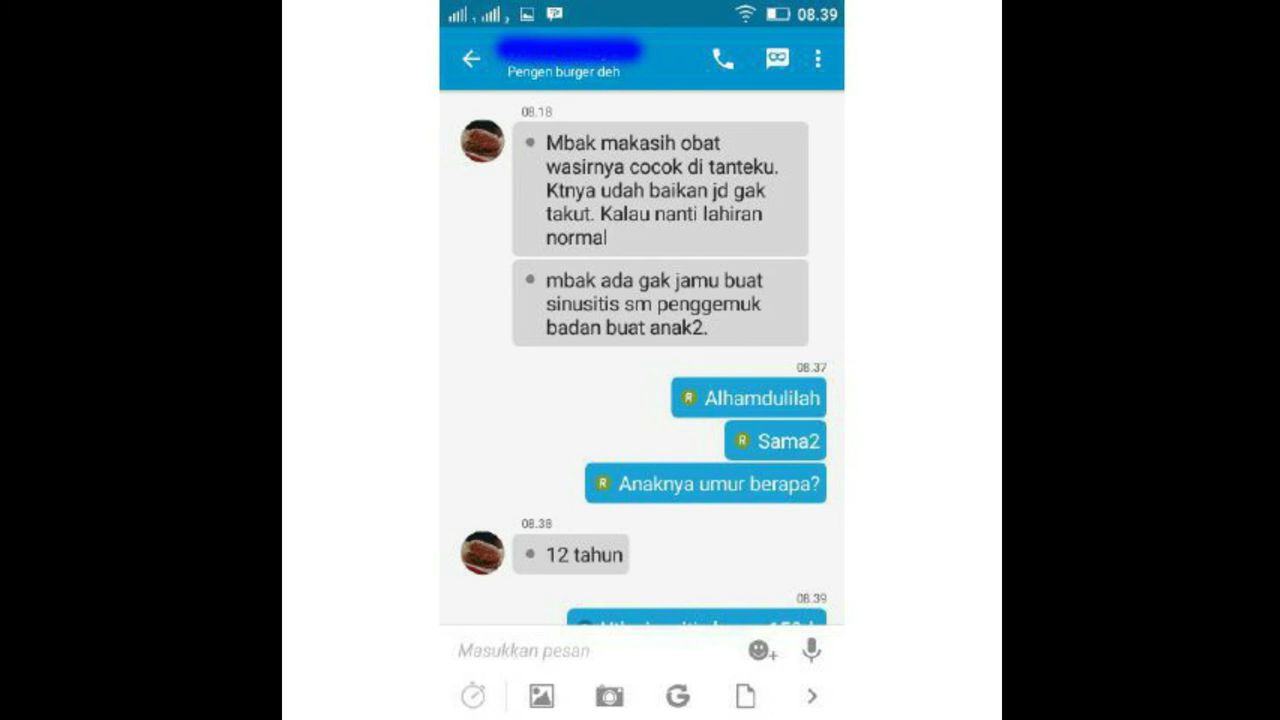 08.39
Pengen burger deh
08.18
Mbak makasih obat
wasirnya cocok di tanteku.
Ktnya udah baikan jd gak
takut. Kalau nanti lahiran
normal
mbak ada gak jamu buat
sinusitis sm penggemuk
badan buat anak2.
08.37
R Alhamdulilah
R Sama2
R Anaknya umur berapa?
08.38
12 tahun
08.39
Masukkan pesan